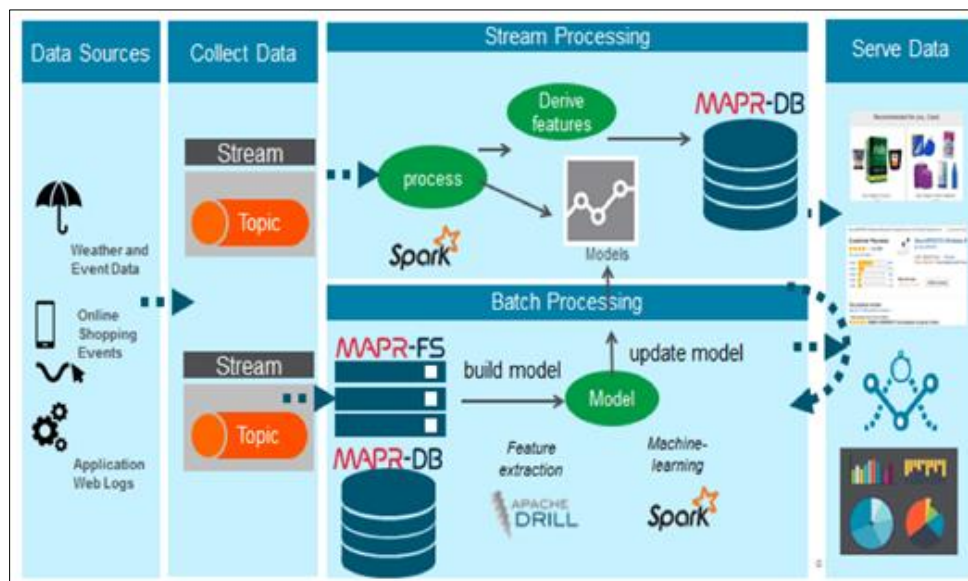 Data Sources
Collect Data
Stream Processing
Serve Data
Weather and
Event Data
Online
Shopping
Events
Application
Web Logs
Stream
Topic
Stream
Topic
process
Spark
Derive
features
MAPR-DB
Models
Batch Processing
MAPR-FS
MAPR-DB
build model
Model
update model
Feature
extraction
APACHE
DRILL
Machine-
learning
Spark